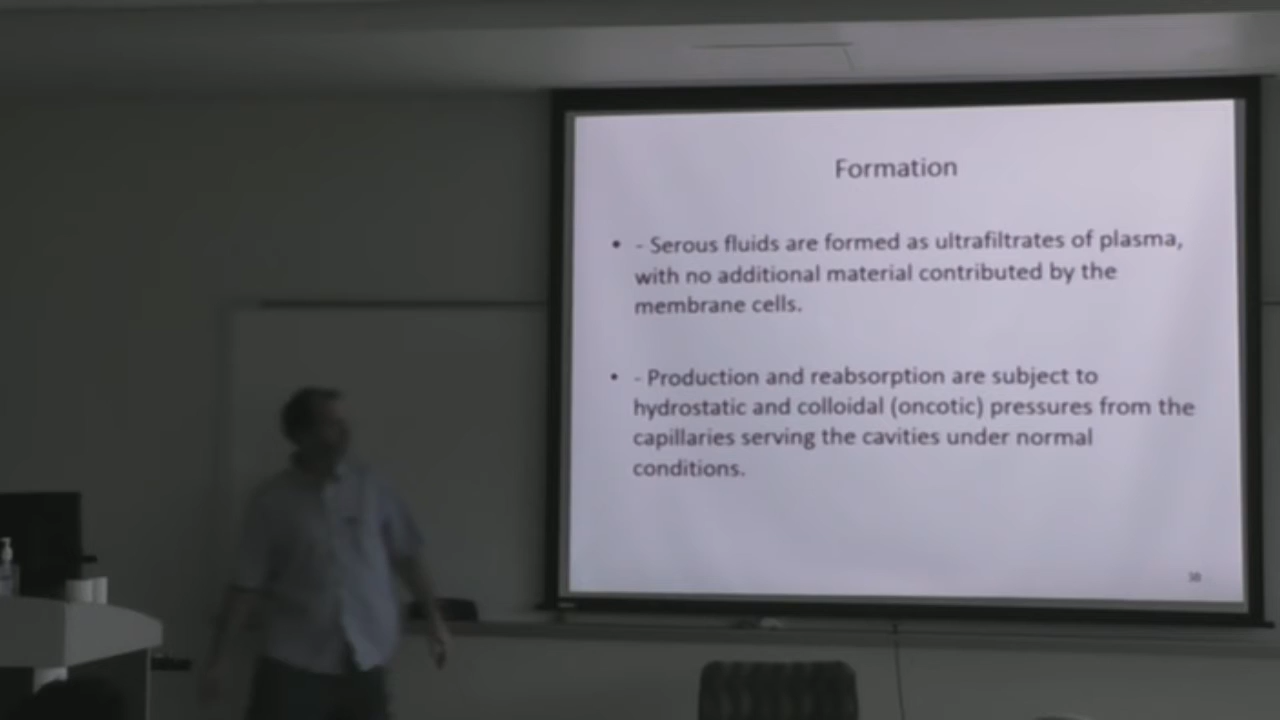 Formation
• - Serous fluids are formed as ultrafiltrates of plasma,
with no additional material contributed by the
membrane cells.
• - Production and reabsorption are subject to
hydrostatic and colloidal (oncotic) pressures from the
capillaries serving the cavities under normal
conditions.